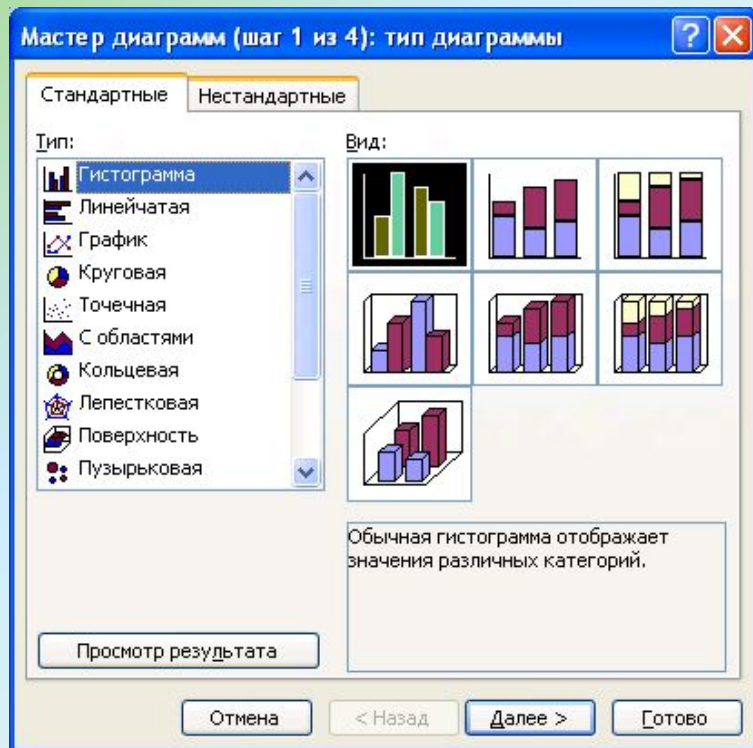 Мастер диаграмм (шаг 1 из 4): тип диаграммы
Стандартные Нестандартные
Тип:
Гистограмма
Линейчатая
График
Круговая
Точечная
С областями
Кольцевая
Лепестковая
Поверхность
Пузырьковая
Вид:
Обычная гистограмма отображает
значения различных категорий.
Просмотр результата
Отмена < Назад Далее > Готово